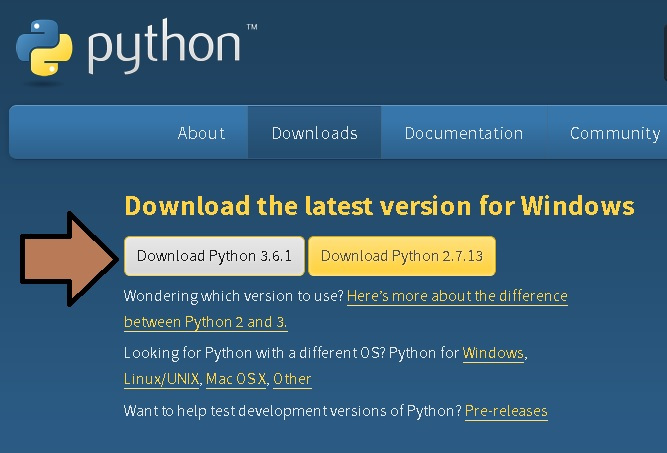 python™
About Downloads Documentation Community
Download the latest version for Windows
Download Python 3.6.1 Download Python 2.7.13
Wondering which version to use? Here's more about the difference
between Python 2 and 3.
Looking for Python with a different OS? Python for Windows,
Linux/UNIX, Mac OS X, Other
Want to help test development versions of Python? Pre-releases